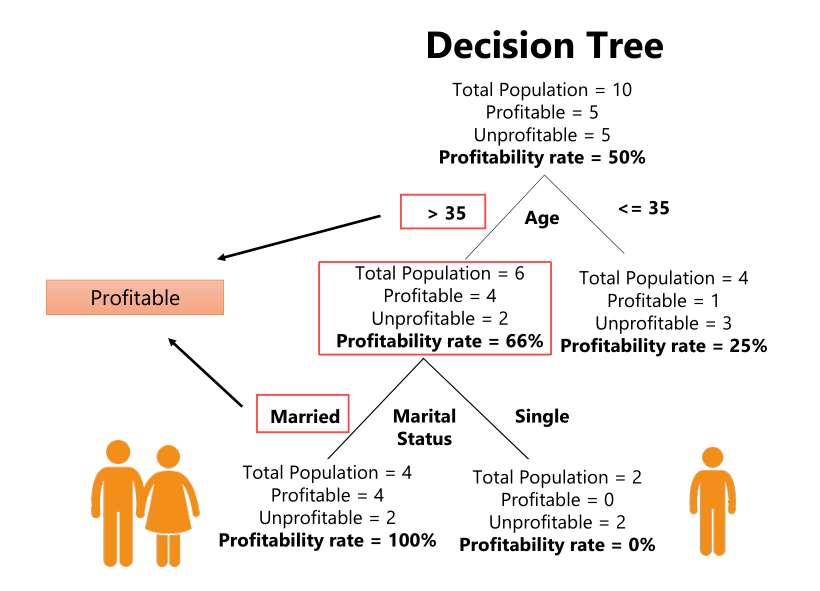 Decision Tree
Total Population = 10
Profitable = 5
Unprofitable = 5
Profitability rate = 50%
> 35
Age
<= 35
Total Population = 6
Profitable = 4
Unprofitable = 2
Profitability rate = 66%
Total Population = 4
Profitable = 1
Unprofitable = 3
Profitability rate = 25%
Profitable
Married
Marital
Status
Single
Total Population = 4
Profitable = 4
Unprofitable = 2
Profitability rate = 100%
Total Population = 2
Profitable = 0
Unprofitable = 2
Profitability rate = 0%